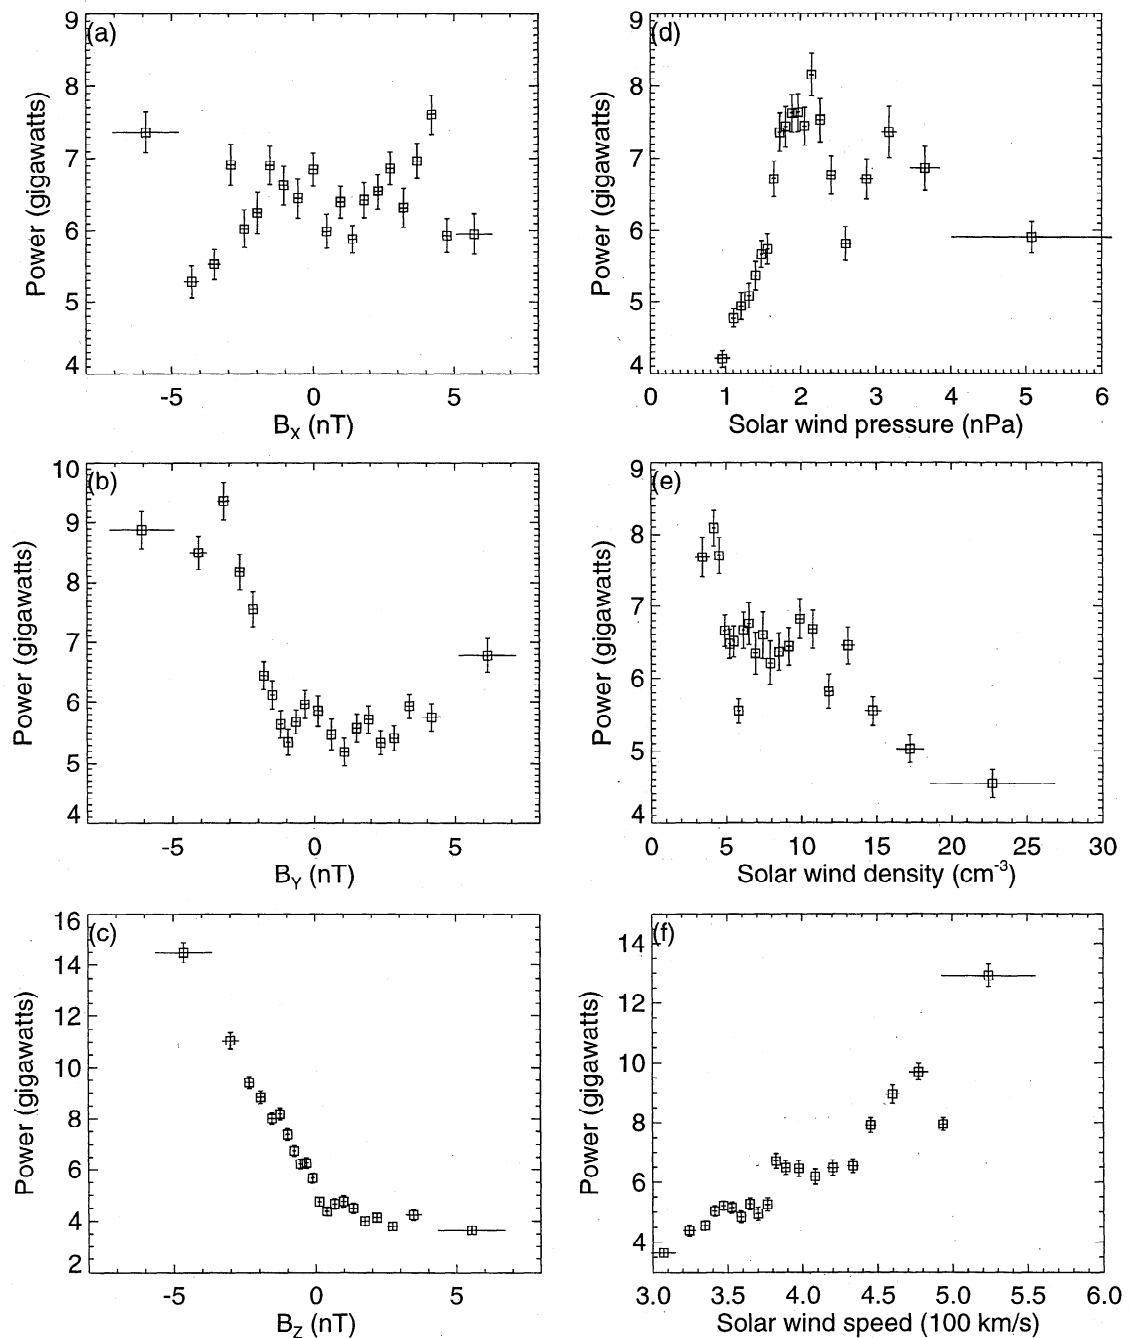 (a)
9
8
7
6
5
4
Power (gigawatts)
-5 0 5
B_X (nT)
(d)
9
8
7
6
5
4
Power (gigawatts)
0 1 2 3 4 5 6
Solar wind pressure (nPa)
(b)
10
9
8
7
6
5
4
Power (gigawatts)
-5 0 5
B_Y (nT)
(e)
9
8
7
6
5
4
Power (gigawatts)
0 5 10 15 20 25 30
Solar wind density (cm⁻³)
(c)
16
14
12
10
8
6
4
2
Power (gigawatts)
-5 0 5
B_Z (nT)
(f)
14
12
10
8
6
4
Power (gigawatts)
3.0 3.5 4.0 4.5 5.0 5.5 6.0
Solar wind speed (100 km/s)